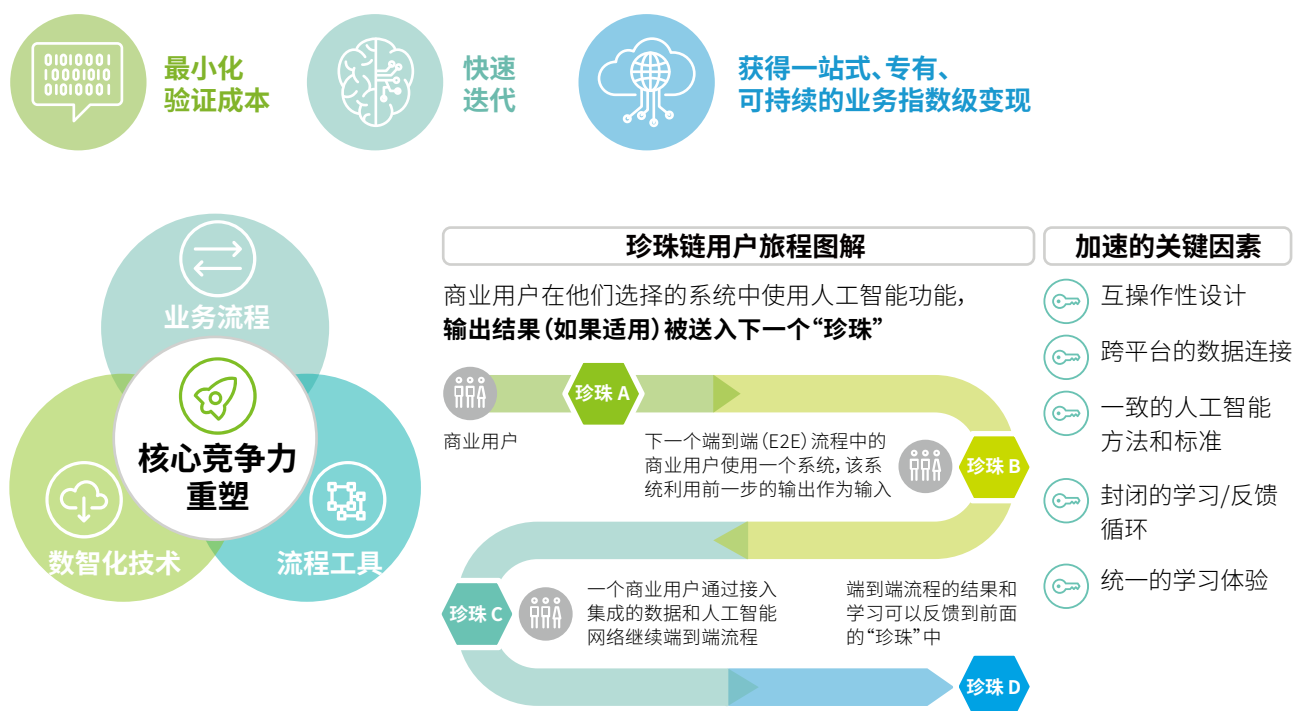 01010001
10001010
01010001
最小化
验证成本
快速
迭代
获得一站式、专有、
可持续的业务指数级变现
业务流程
核心竞争力
重塑
数智化技术
流程工具
珍珠链用户旅程图解
商业用户在他们选择的系统中使用人工智能功能，
输出结果（如果适用）被送入下一个“珍珠”
珍珠 A
商业用户
下一个端到端（E2E）流程中的
商业用户使用一个系统，该系
统利用前一步的输出作为输入
珍珠 B
珍珠 C
一个商业用户通过接入
集成的数据和人工智能
网络继续端到端流程
端到端流程的结果和
学习可以反馈到前面
的“珍珠”中
珍珠 D
加速的关键因素
互操作性设计
跨平台的数据连接
一致的人工智能
方法和标准
封闭的学习/反馈
循环
统一的学习体验